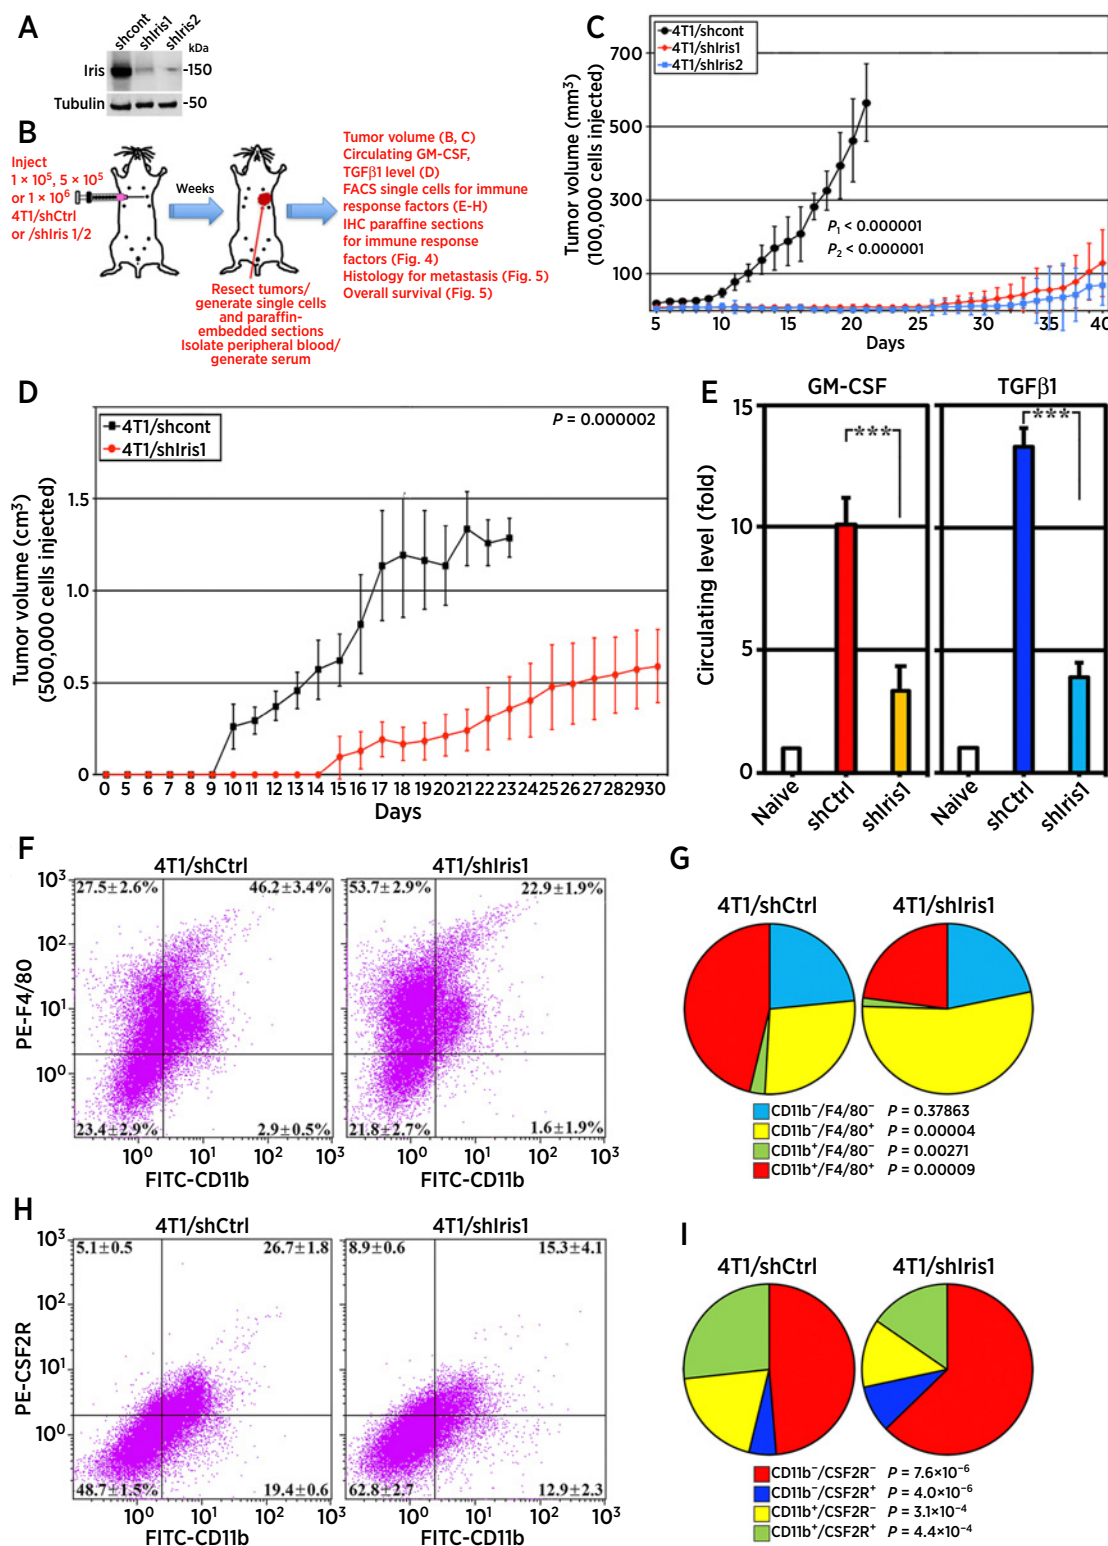 A
shcont
shIris1
shIris2
kDa
Iris
-150
Tubulin
-50
B
Inject
1 × 10⁵, 5 × 10⁵
or 1 × 10⁶
4T1/shCtrl
or /shIris 1/2
Weeks
Resect tumors/
generate single cells
and paraffin-
embedded sections
Isolate peripheral blood/
generate serum
Tumor volume (B, C)
Circulating GM-CSF,
TGFβ1 level (D)
FACS single cells for immune
response factors (E-H)
IHC paraffine sections
for immune response
factors (Fig. 4)
Histology for metastasis (Fig. 5)
Overall survival (Fig. 5)
C
4T1/shcont
4T1/shIris1
4T1/shIris2
Tumor volume (mm³)
(100,000 cells injected)
700
500
300
100
P₁ < 0.000001
P₂ < 0.000001
5 10 15 20 25 30 35 40
Days
D
4T1/shcont
4T1/shIris1
P = 0.000002
Tumor volume (cm³)
(500,000 cells injected)
1.5
1.0
0.5
0
0 5 6 7 8 9 10 11 12 13 14 15 16 17 18 19 20 21 22 23 24 25 26 27 28 29 30
Days
E
GM-CSF
TGFβ1
Circulating level (fold)
15
10
5
0
***
***
Naive
shCtrl
shIris1
Naive
shCtrl
shIris1
F
4T1/shCtrl
4T1/shIris1
PE-F4/80
10³
10²
10¹
10⁰
27.5±2.6%
46.2±3.4%
23.4±2.9%
2.9±0.5%
53.7±2.9%
22.9±1.9%
21.8±2.7%
1.6±1.9%
10⁰ 10¹ 10² 10³
10⁰ 10¹ 10² 10³
FITC-CD11b
FITC-CD11b
G
4T1/shCtrl
4T1/shIris1
CD11b⁻/F4/80⁻ P = 0.37863
CD11b⁻/F4/80⁺ P = 0.00004
CD11b⁺/F4/80⁻ P = 0.00271
CD11b⁺/F4/80⁺ P = 0.00009
H
4T1/shCtrl
4T1/shIris1
PE-CSF2R
10³
10²
10¹
10⁰
5.1±0.5
26.7±1.8
48.7±1.5%
19.4±0.6
8.9±0.6
15.3±4.1
62.8±2.7
12.9±2.3
10⁰ 10¹ 10² 10³
10⁰ 10¹ 10² 10³
FITC-CD11b
FITC-CD11b
I
4T1/shCtrl
4T1/shIris1
CD11b⁻/CSF2R⁻ P = 7.6×10⁻⁶
CD11b⁻/CSF2R⁺ P = 4.0×10⁻⁶
CD11b⁺/CSF2R⁻ P = 3.1×10⁻⁴
CD11b⁺/CSF2R⁺ P = 4.4×10⁻⁴